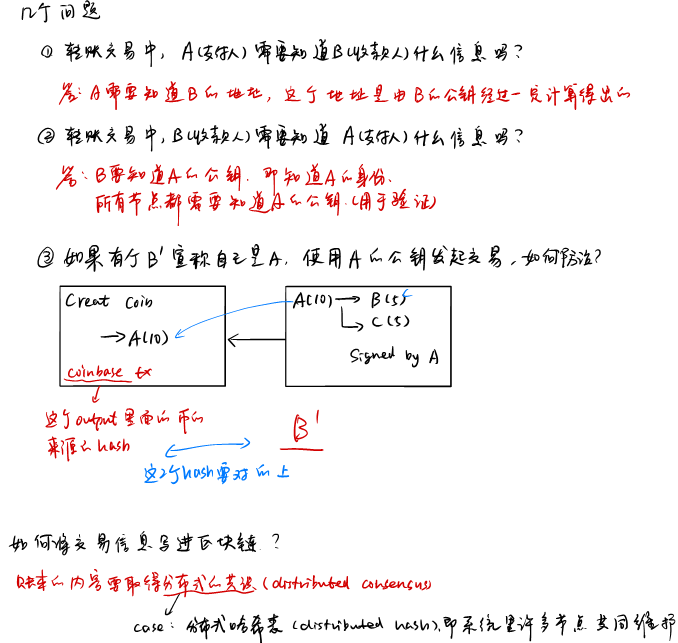 几个问题
① 转账交易中，A(支付人)需要知道B(收款人)什么信息吗？
答：A需要知道B的地址，这个地址是由B的公钥经过一定计算得出的
② 转账交易中，B(收款人)需要知道 A(支付人)什么信息吗？
答：B要知道A的公钥，即知道A的身份.
所有节点都需要知道A的公钥.(用于验证)
③ 如果有个B'宣称自己是A，使用A的公钥发起交易，如何防治?
Creat coin
→A(10)
coinbase tx
A(10) → B(5)
→ C(5)
Signed by A
这个output里面的币的
来源的hash
B'
这2个hash要对的上
如何将交易信息写进区块链？
账本的内容要取得分布式的共识(distributed consensus)
case：分布式哈希表(distributed hash),即系统里许多节点共同维护